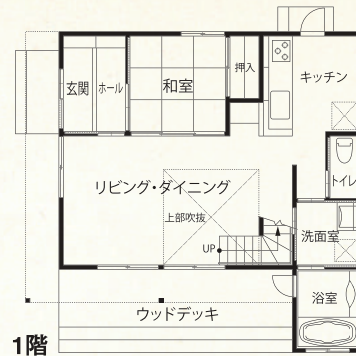 玄関
ホール
和室
押入
キッチン
トイレ
リビング・ダイニング
上部吹抜
UP
洗面室
浴室
ウッドデッキ
1階